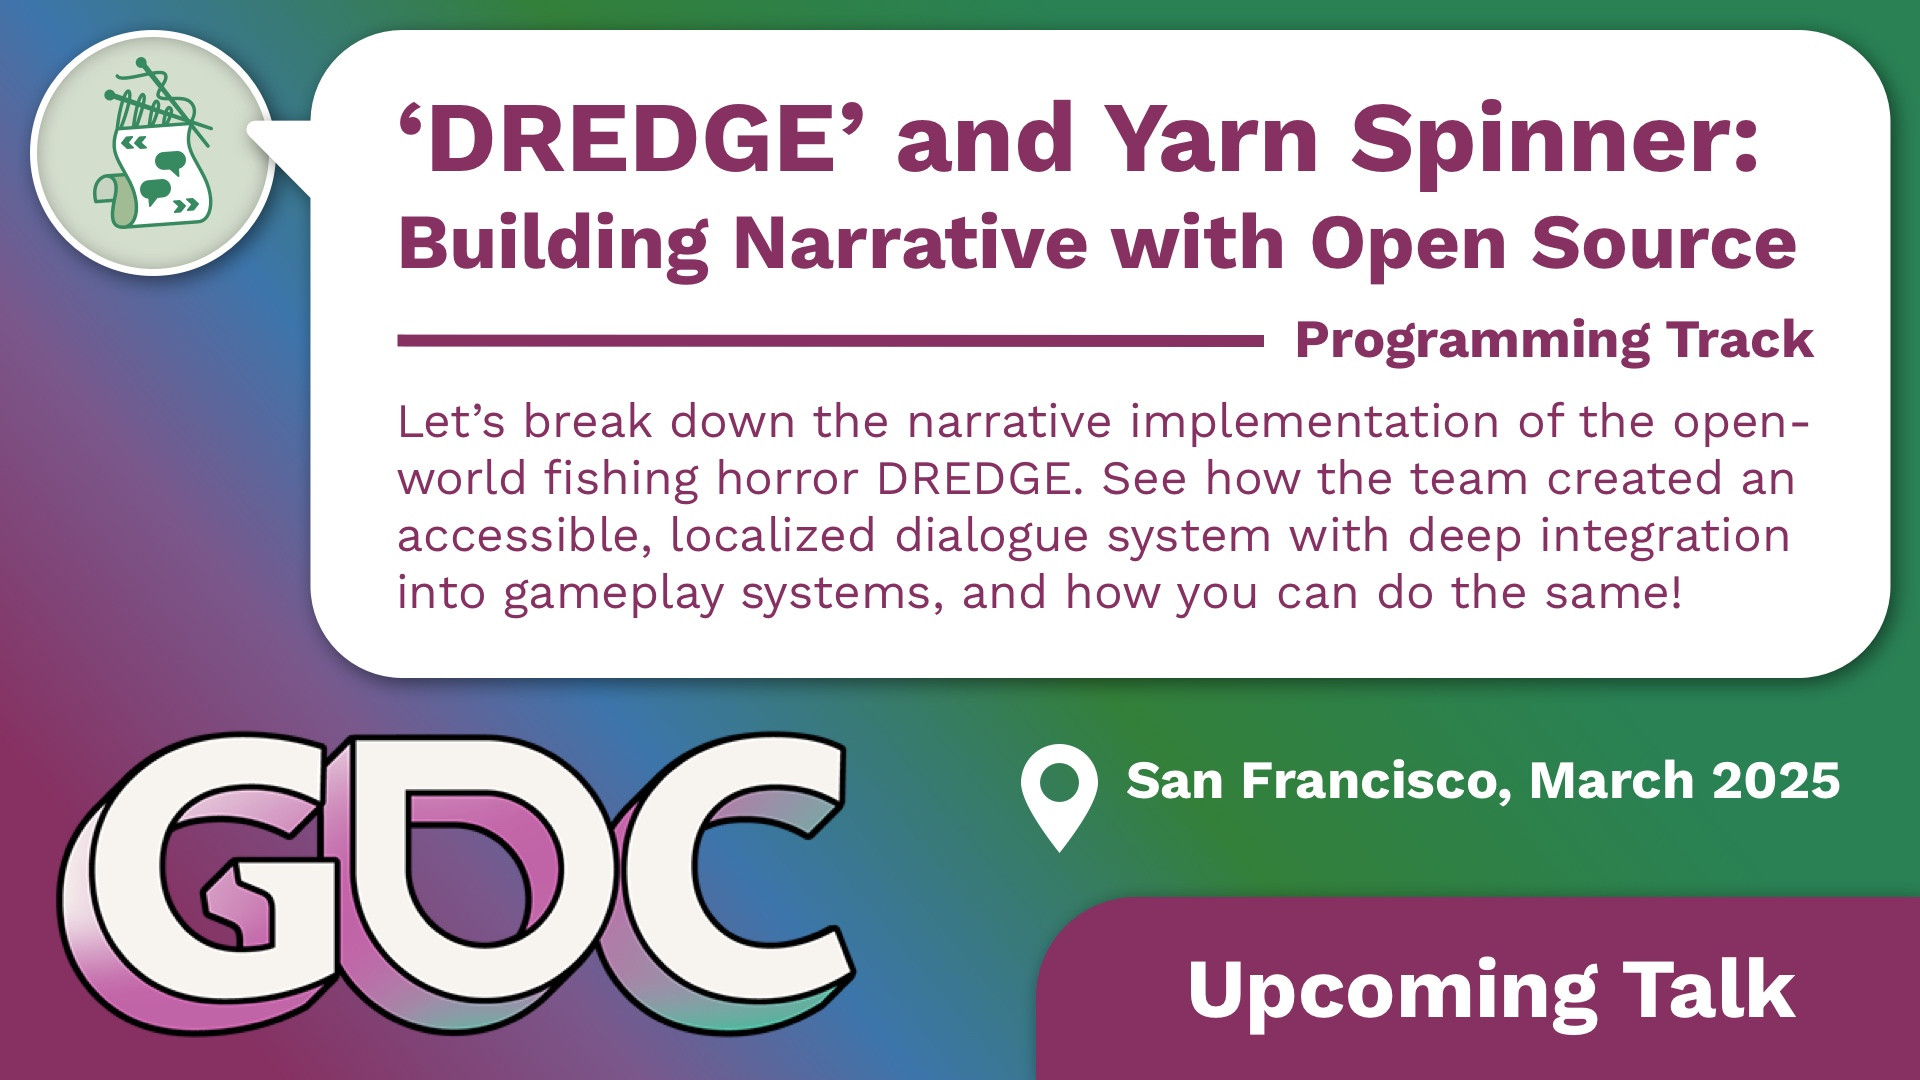 ‘DREDGE’ and Yarn Spinner:
Building Narrative with Open Source
Programming Track
Let’s break down the narrative implementation of the open-
world fishing horror DREDGE. See how the team created an
accessible, localized dialogue system with deep integration
into gameplay systems, and how you can do the same!
GDC
San Francisco, March 2025
Upcoming Talk